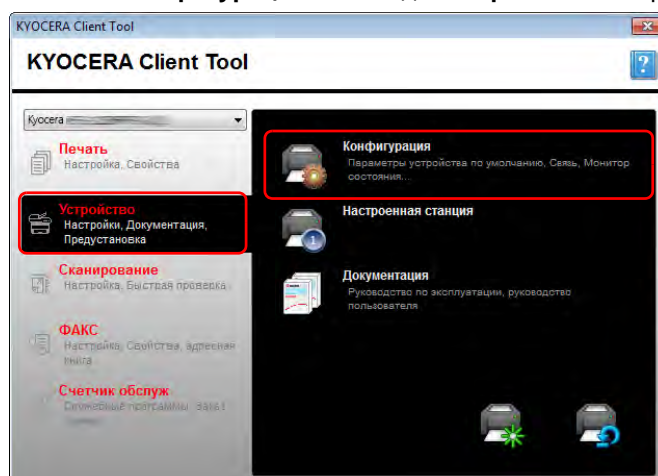 KYOCERA Client Tool
KYOCERA Client Tool
?
Kyocera
Печать
Настройка, Свойства
Устройство
Настройки, Документация,
Предустановка
Сканирование
Настройка, Быстрая проверка
ФАКС
Настройка, Свойства, адресная
книга
Счетчик обслуж
Конфигурация
Параметры устройства по умолчанию, Связь, Монитор
состояния...
Настроенная станция
1
Документация
Руководство по эксплуатации, руководство
пользователя